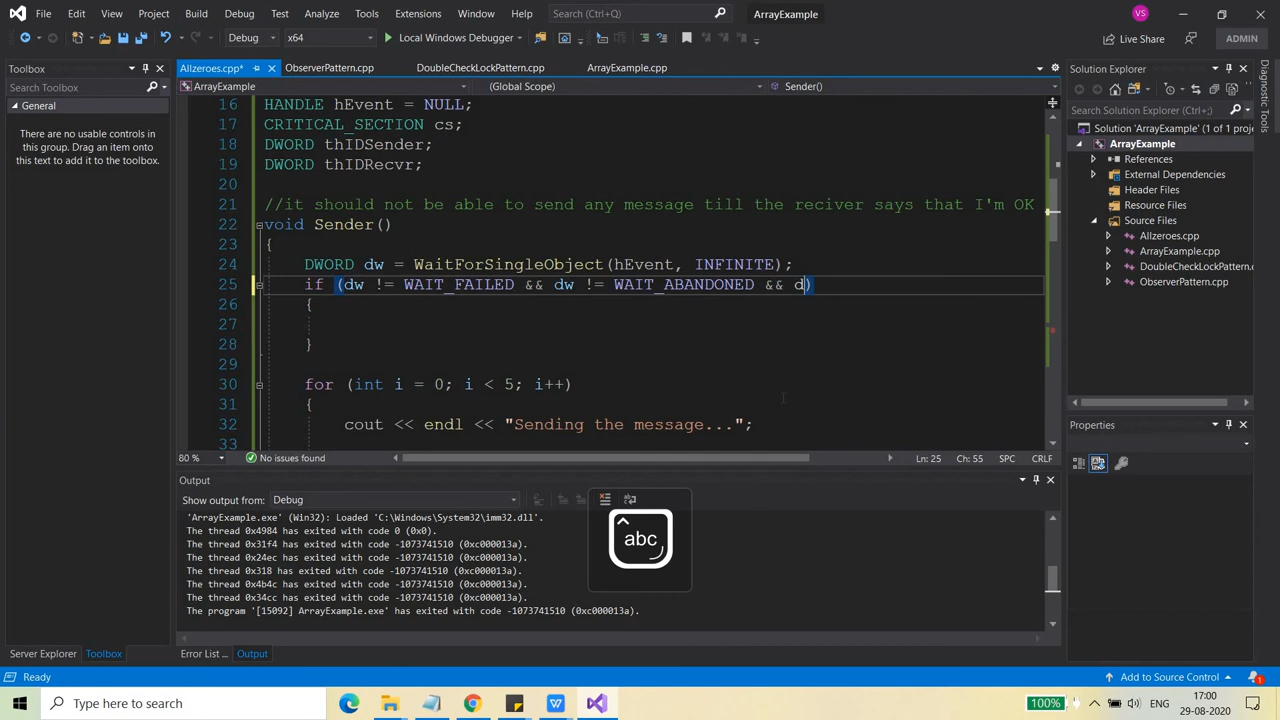 File Edit View Project Build Debug Test Analyze Tools Extensions Window Help Search (Ctrl+Q) ArrayExample VS
Debug x64 Local Windows Debugger Live Share ADMIN
Toolbox
Search Toolbox
General
There are no usable controls in
this group. Drag an item onto
this text to add it to the toolbox.
Allzeroes.cpp* ObserverPattern.cpp DoubleCheckLockPattern.cpp ArrayExample.cpp
ArrayExample (Global Scope) Sender()
16 HANDLE hEvent = NULL;
17 CRITICAL_SECTION cs;
18 DWORD thIDSender;
19 DWORD thIDRecvr;
20
21 //it should not be able to send any message till the reciver says that I'm OK
22 void Sender()
23 {
24 DWORD dw = WaitForSingleObject(hEvent, INFINITE);
25 if (dw != WAIT_FAILED && dw != WAIT_ABANDONED && d)
26 {
27
28 }
29
30 for (int i = 0; i < 5; i++)
31 {
32 cout << endl << "Sending the message...";
33
80 % No issues found Ln: 25 Ch: 55 SPC CRLF
Output
Show output from: Debug
'ArrayExample.exe' (Win32): Loaded 'C:\Windows\System32\imm32.dll'.
The thread 0x4984 has exited with code 0 (0x0).
The thread 0x31f4 has exited with code -1073741510 (0xc000013a).
The thread 0x24ec has exited with code -1073741510 (0xc000013a).
The thread 0x318 has exited with code -1073741510 (0xc000013a).
The thread 0x4b4c has exited with code -1073741510 (0xc000013a).
The thread 0x34cc has exited with code -1073741510 (0xc000013a).
The program '[15092] ArrayExample.exe' has exited with code -1073741510 (0xc000013a).
abc
Server Explorer Toolbox Error List ... Output
Solution Explorer
Search Solution Explorer (Ctrl+;)
Solution 'ArrayExample' (1 of 1 proje
ArrayExample
References
External Dependencies
Header Files
Resource Files
Source Files
Allzeroes.cpp
ArrayExample.cpp
DoubleCheckLockPattern.c
ObserverPattern.cpp
Properties
Diagnostic Tools
Ready Add to Source Control 1
Type here to search 100% ENG 17:00
29-08-2020